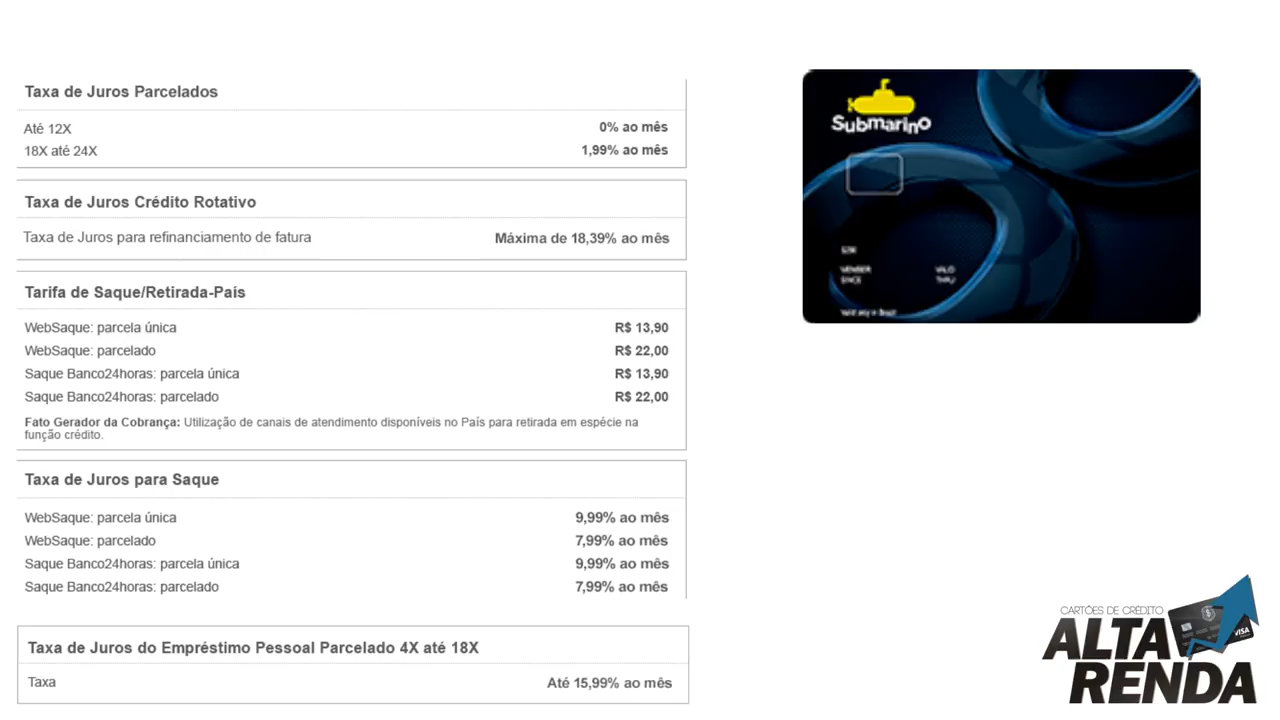 Taxa de Juros Parcelados
Até 12X 0% ao mês
18X até 24X 1,99% ao mês
Taxa de Juros Crédito Rotativo
Taxa de Juros para refinanciamento de fatura Máxima de 18,39% ao mês
Tarifa de Saque/Retirada-País
WebSaque: parcela única R$ 13,90
WebSaque: parcelado R$ 22,00
Saque Banco24horas: parcela única R$ 13,90
Saque Banco24horas: parcelado R$ 22,00
Fato Gerador da Cobrança: Utilização de canais de atendimento disponíveis no País para retirada em espécie na
função crédito.
Taxa de Juros para Saque
WebSaque: parcela única 9,99% ao mês
WebSaque: parcelado 7,99% ao mês
Saque Banco24horas: parcela única 9,99% ao mês
Saque Banco24horas: parcelado 7,99% ao mês
Taxa de Juros do Empréstimo Pessoal Parcelado 4X até 18X
Taxa Até 15,99% ao mês
Submarino
MEMBER VALID
SINCE THRU
CARTÕES DE CRÉDITO
ALTA
RENDA
VISA